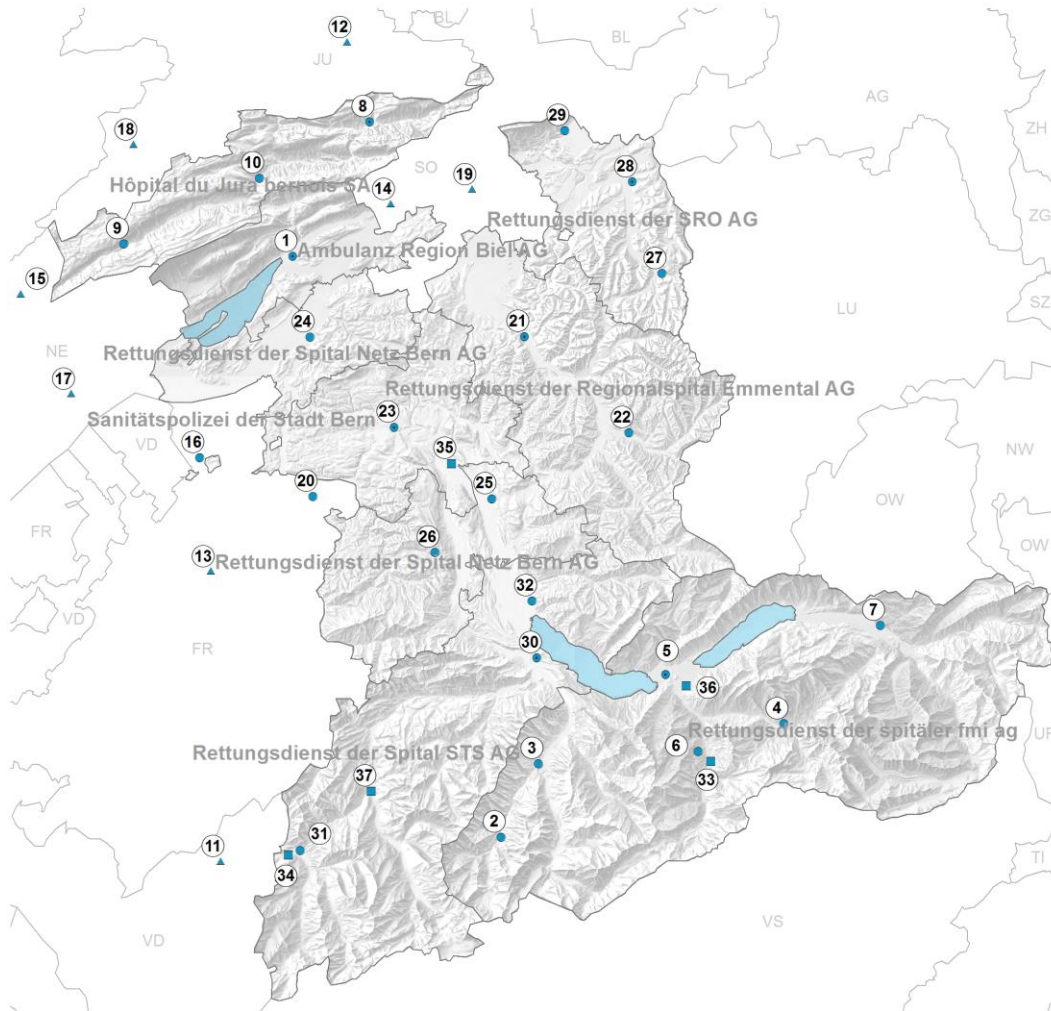 BL
12
JU
BL
AG
8
29
ZH
18
SO
10
28
19
Hôpital du Jura bernois SA
14
ZG
9
Rettungsdienst der SRO AG
1
Ambulanz Region Biel AG
27
15
SZ
LU
24
21
NE
Rettungsdienst der Spital Netz Bern AG
17
Rettungsdienst der Regionalspital Emmental AG
23
22
Sanitätspolizei der Stadt Bern
VD
16
35
NW
20
25
OW
FR
26
OW
13
Rettungsdienst der Spital Netz Bern AG
32
7
VD
FR
30
5
36
4
Rettungsdienst der spitäler fmi ag
UR
Rettungsdienst der Spital STS AG
3
6
37
33
31
2
11
34
TI
VD
VS